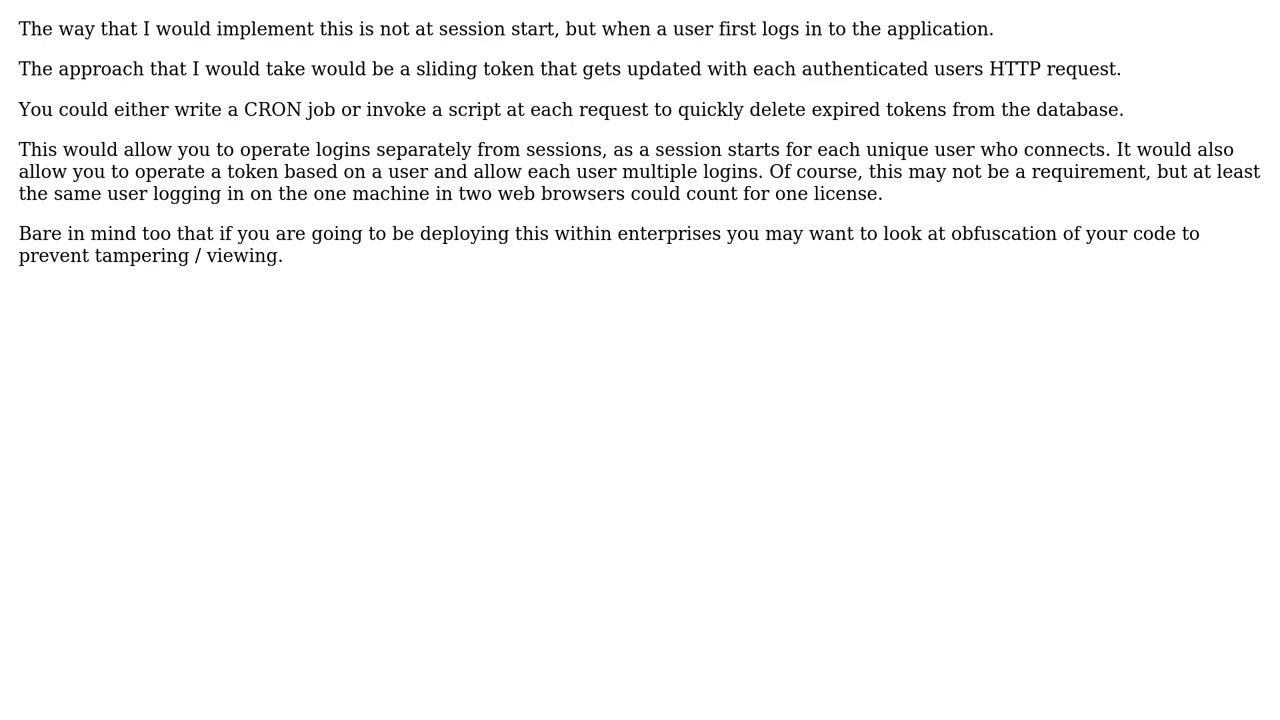 The way that I would implement this is not at session start, but when a user first logs in to the application.
The approach that I would take would be a sliding token that gets updated with each authenticated users HTTP request.
You could either write a CRON job or invoke a script at each request to quickly delete expired tokens from the database.
This would allow you to operate logins separately from sessions, as a session starts for each unique user who connects. It would also
allow you to operate a token based on a user and allow each user multiple logins. Of course, this may not be a requirement, but at least
the same user logging in on the one machine in two web browsers could count for one license.
Bare in mind too that if you are going to be deploying this within enterprises you may want to look at obfuscation of your code to
prevent tampering / viewing.